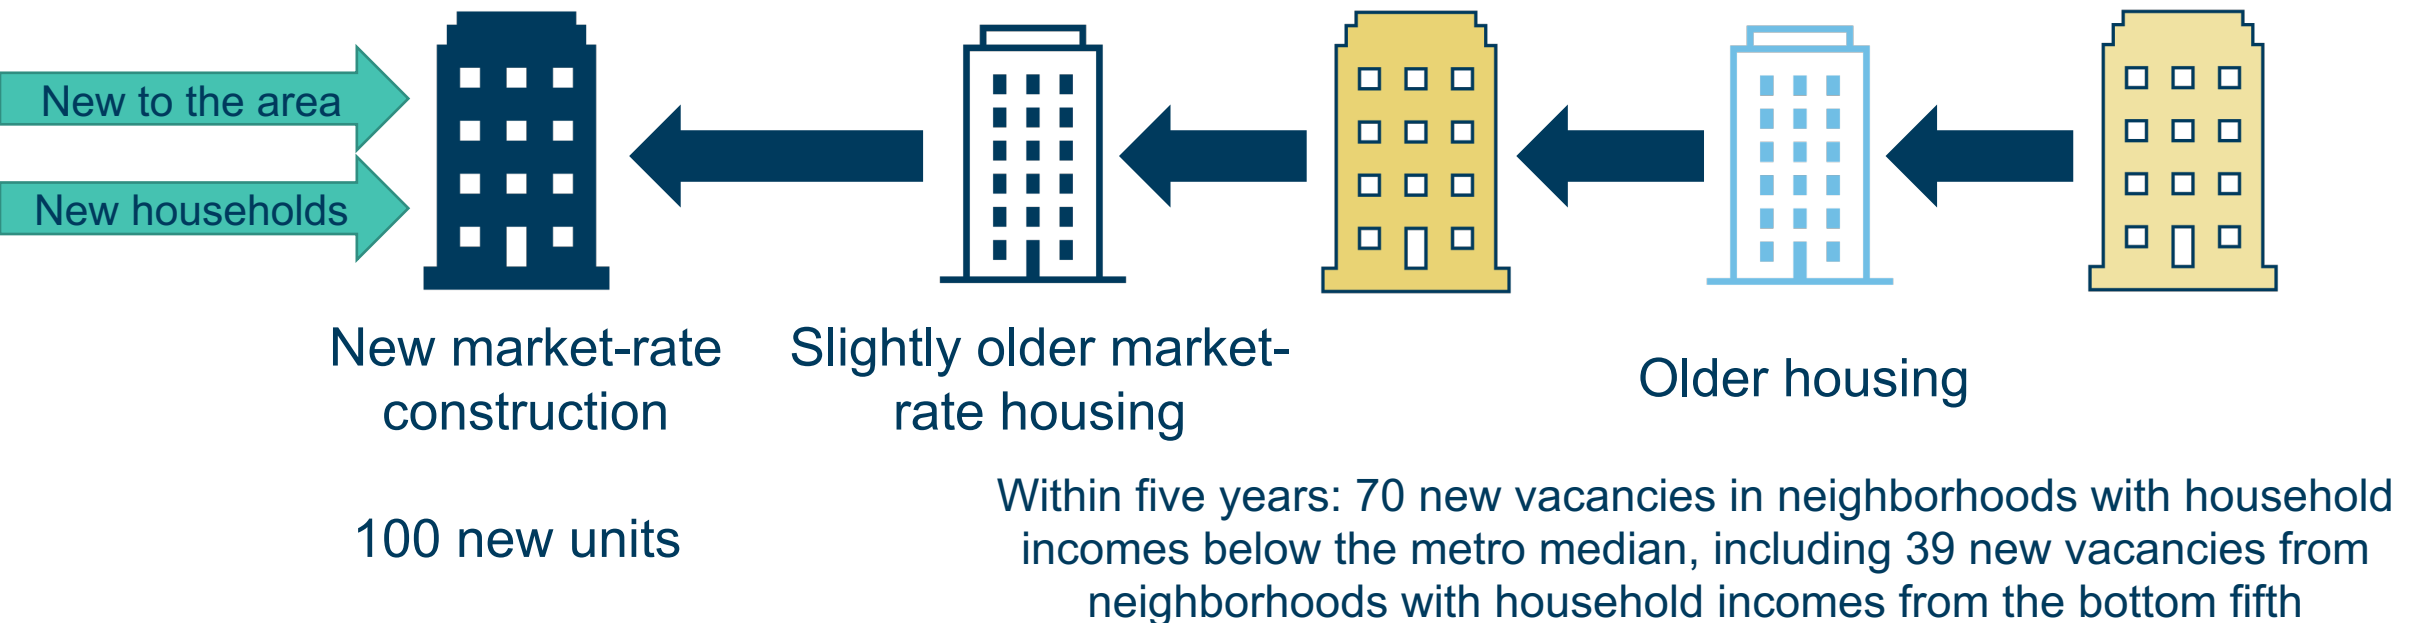 New to the area
New households
New market-rate
construction
Slightly older market-
rate housing
Older housing
100 new units
Within five years: 70 new vacancies in neighborhoods with household
incomes below the metro median, including 39 new vacancies from
neighborhoods with household incomes from the bottom fifth